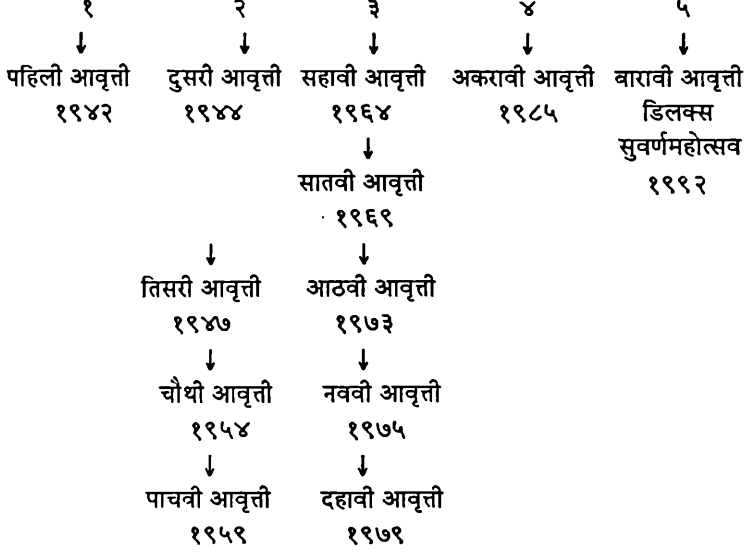 १ २ ३ ४ ५
↓ ↓ ↓ ↓ ↓
पहिली आवृत्ती दुसरी आवृत्ती सहावी आवृत्ती अकरावी आवृत्ती बारावी आवृत्ती
१९४२ १९४४ १९६४ १९८५ डिलक्स
↓ सुवर्णमहोत्सव
सातवी आवृत्ती १९९२
१९६९
↓ ↓
तिसरी आवृत्ती आठवी आवृत्ती
१९४७ १९७३
↓ ↓
चौथी आवृत्ती नववी आवृत्ती
१९५४ १९७५
↓ ↓
पाचवी आवृत्ती दहावी आवृत्ती
१९५९ १९७९